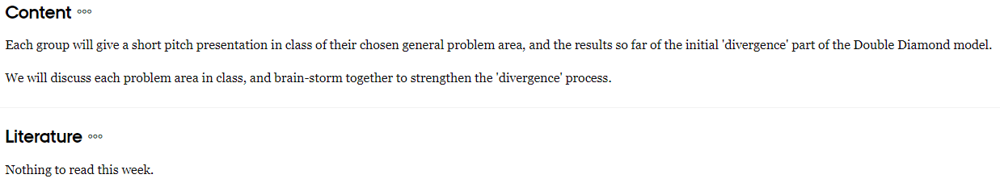 Content
Each group will give a short pitch presentation in class of their chosen general problem area, and the results so far of the initial 'divergence' part of the Double Diamond model.
We will discuss each problem area in class, and brain-storm together to strengthen the 'divergence' process.
Literature
Nothing to read this week.